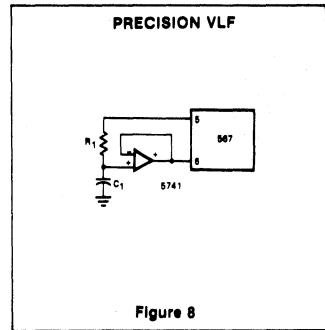 PRECISION VLF
5
R1
567
- +
+
6
C1
5741
Figure 8